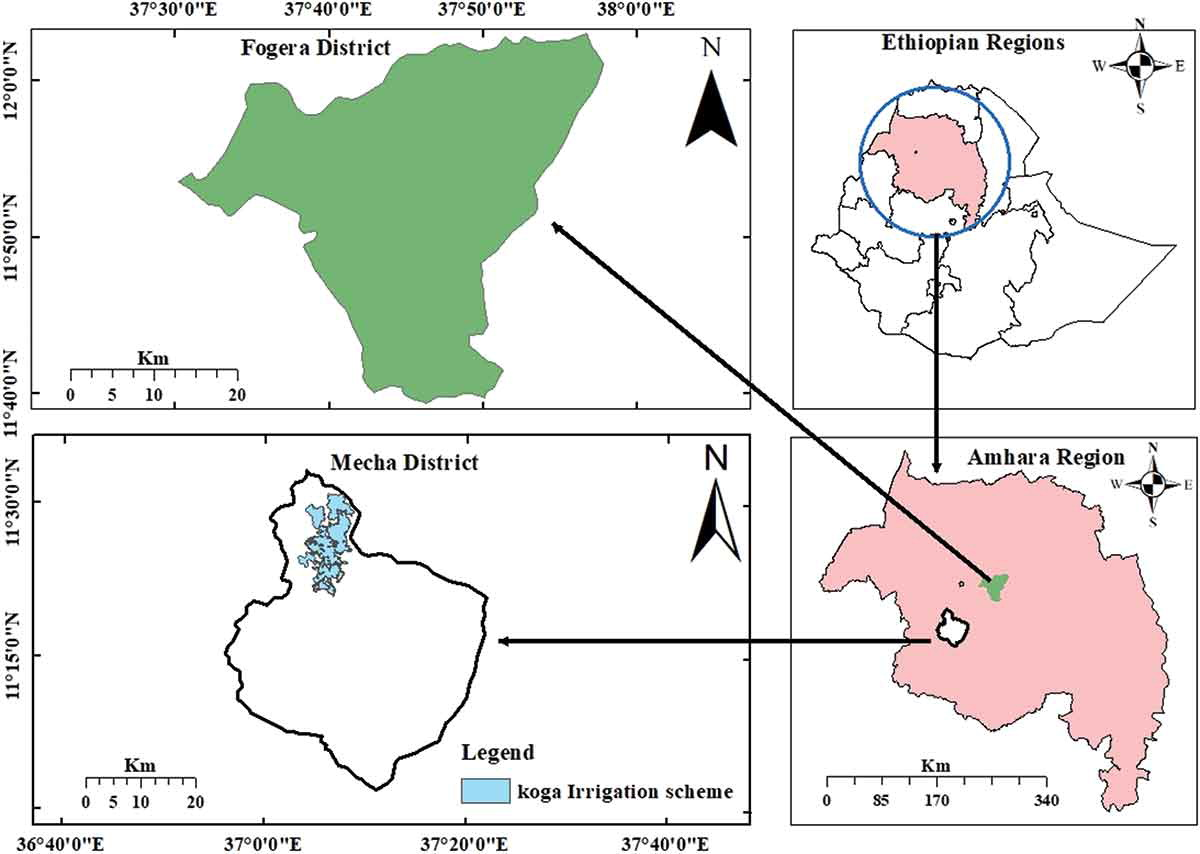 37°30'0"E 37°40'0"E 37°50'0"E 38°0'0"E
Fogera District
N
12°0'0"N
11°50'0"N
11°40'0"N
Km
0 5 10 20
Ethiopian Regions
N
W E
S
Mecha District
N
11°30'0"N
11°15'0"N
Km
0 5 10 20
Legend
koga Irrigation scheme
36°40'0"E 37°0'0"E 37°20'0"E 37°40'0"E
Amhara Region
N
W E
S
Km
0 85 170 340